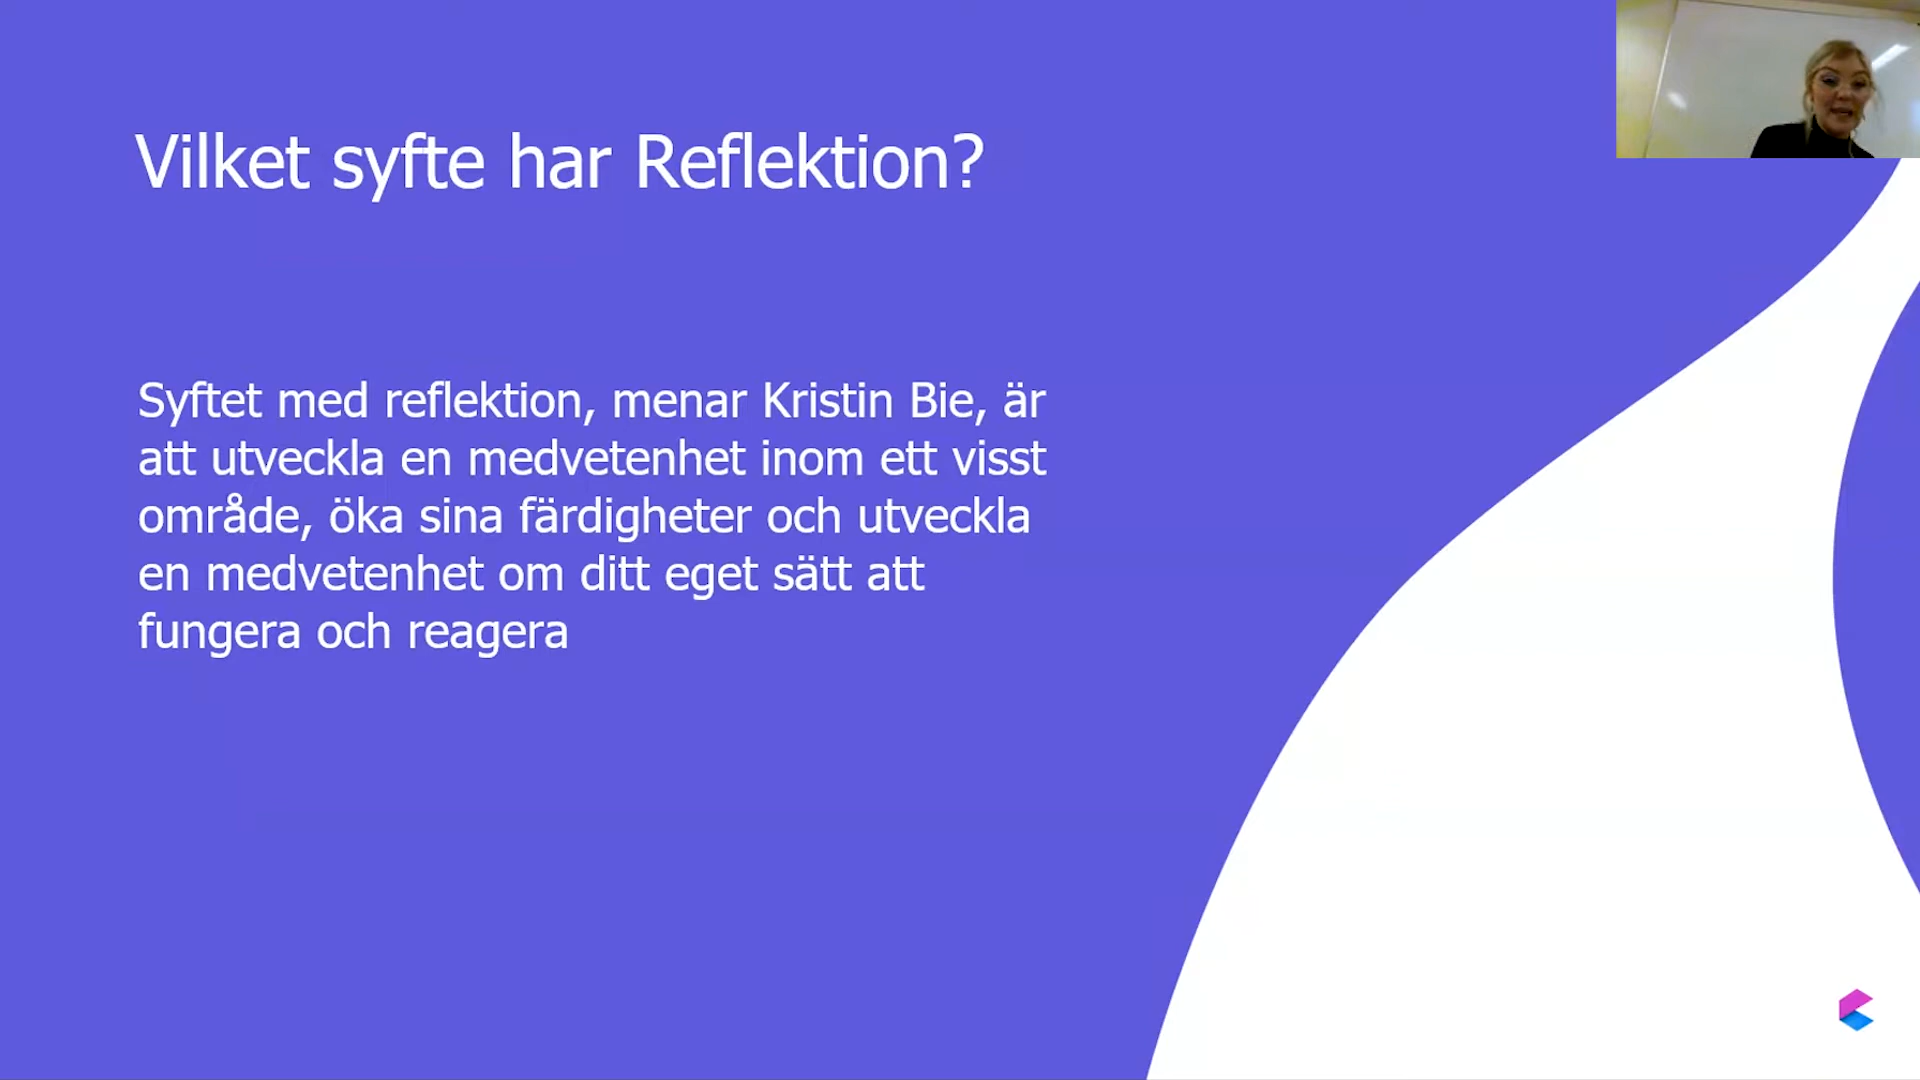 Vilket syfte har Reflektion?
Syftet med reflektion, menar Kristin Bie, är
att utveckla en medvetenhet inom ett visst
område, öka sina färdigheter och utveckla
en medvetenhet om ditt eget sätt att
fungera och reagera